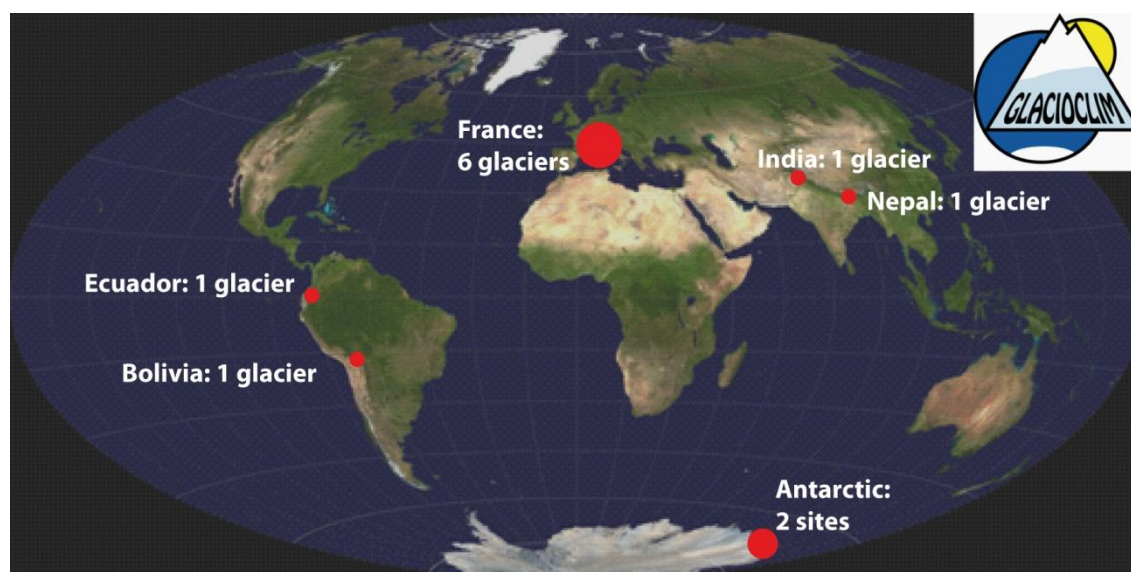 GLACIOCLIM
France:
6 glaciers
India: 1 glacier
Nepal: 1 glacier
Ecuador: 1 glacier
Bolivia: 1 glacier
Antarctic:
2 sites